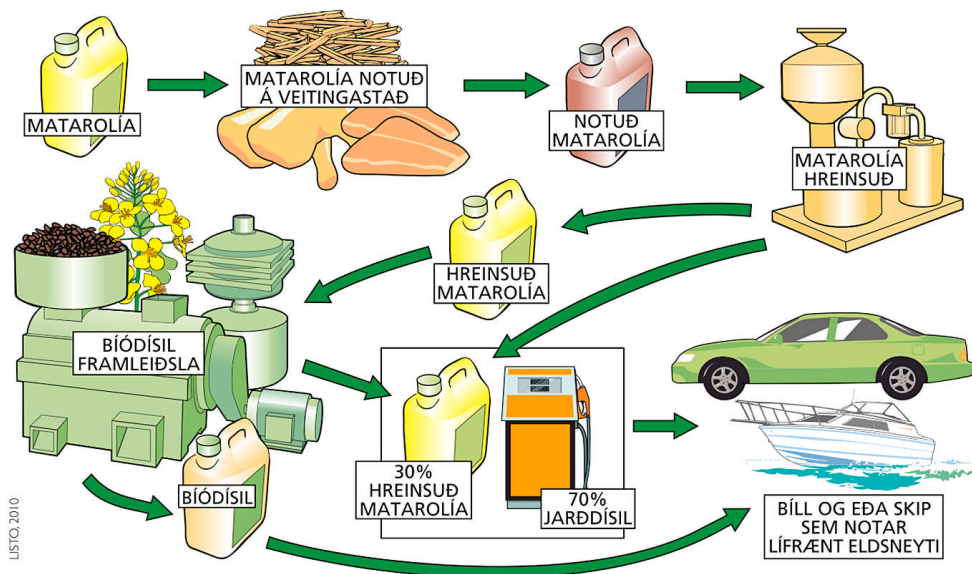 MATAROLÍA
MATAROLÍA NOTUÐ
Á VEITINGASTAÐ
NOTUÐ
MATAROLÍA
MATAROLÍA
HREINSUÐ
HREINSUÐ
MATAROLÍA
BÍÓDÍSIL
FRAMLEIÐSLA
BÍÓDÍSIL
30%
HREINSUÐ
MATAROLÍA
70%
JARÐDÍSIL
BÍLL OG EÐA SKIP
SEM NOTAR
LÍFRÆNT ELDSNEYTI
LISTO, 2010